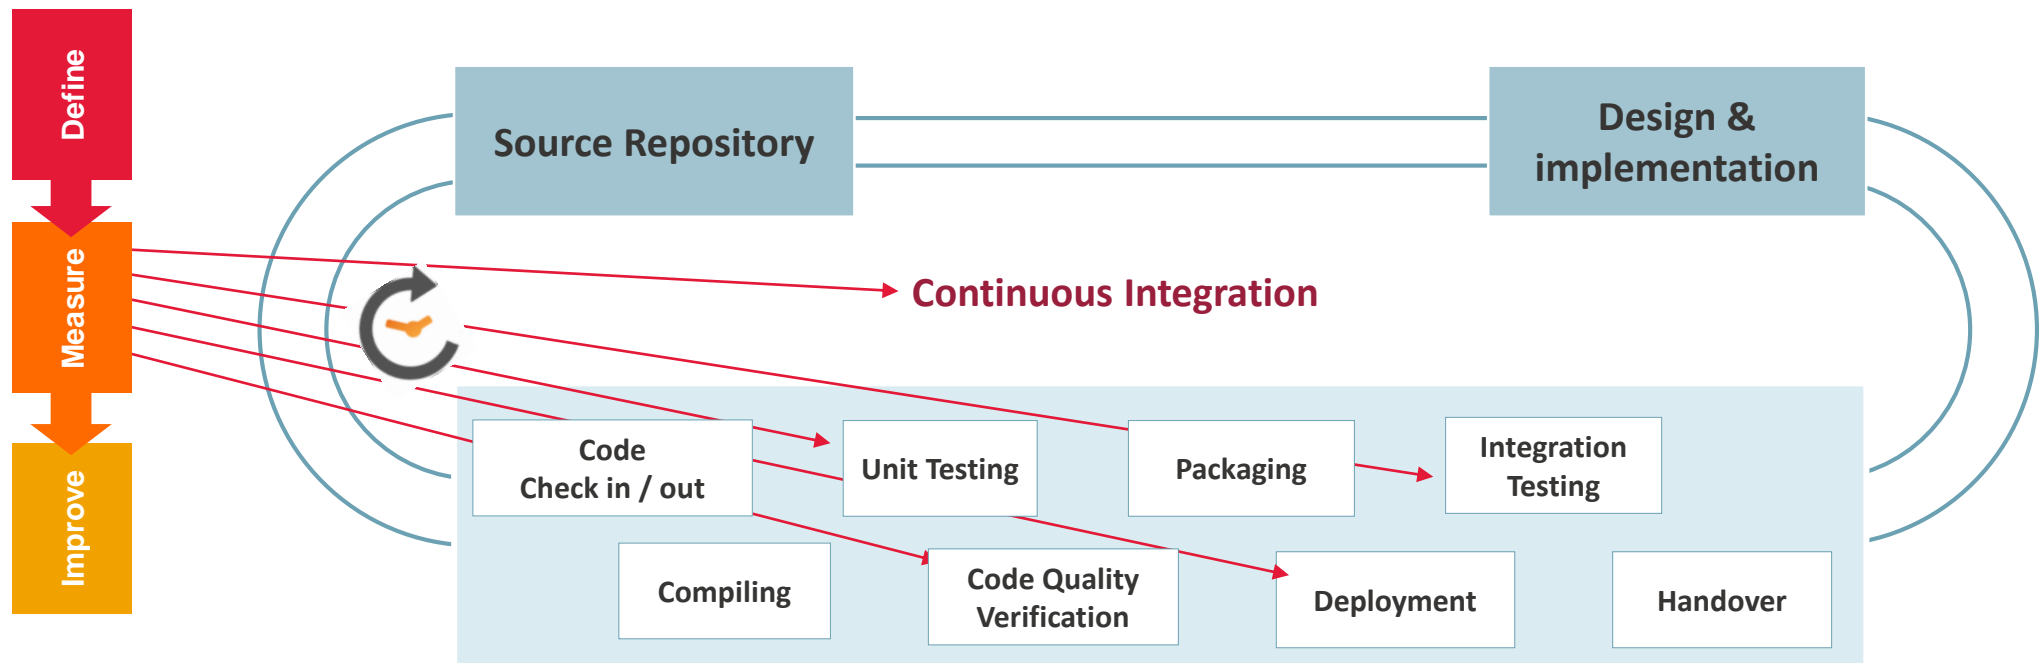 Define
Measure
Improve
Source Repository
Design &
implementation
Continuous Integration
Code
Check in / out
Unit Testing
Packaging
Integration
Testing
Compiling
Code Quality
Verification
Deployment
Handover